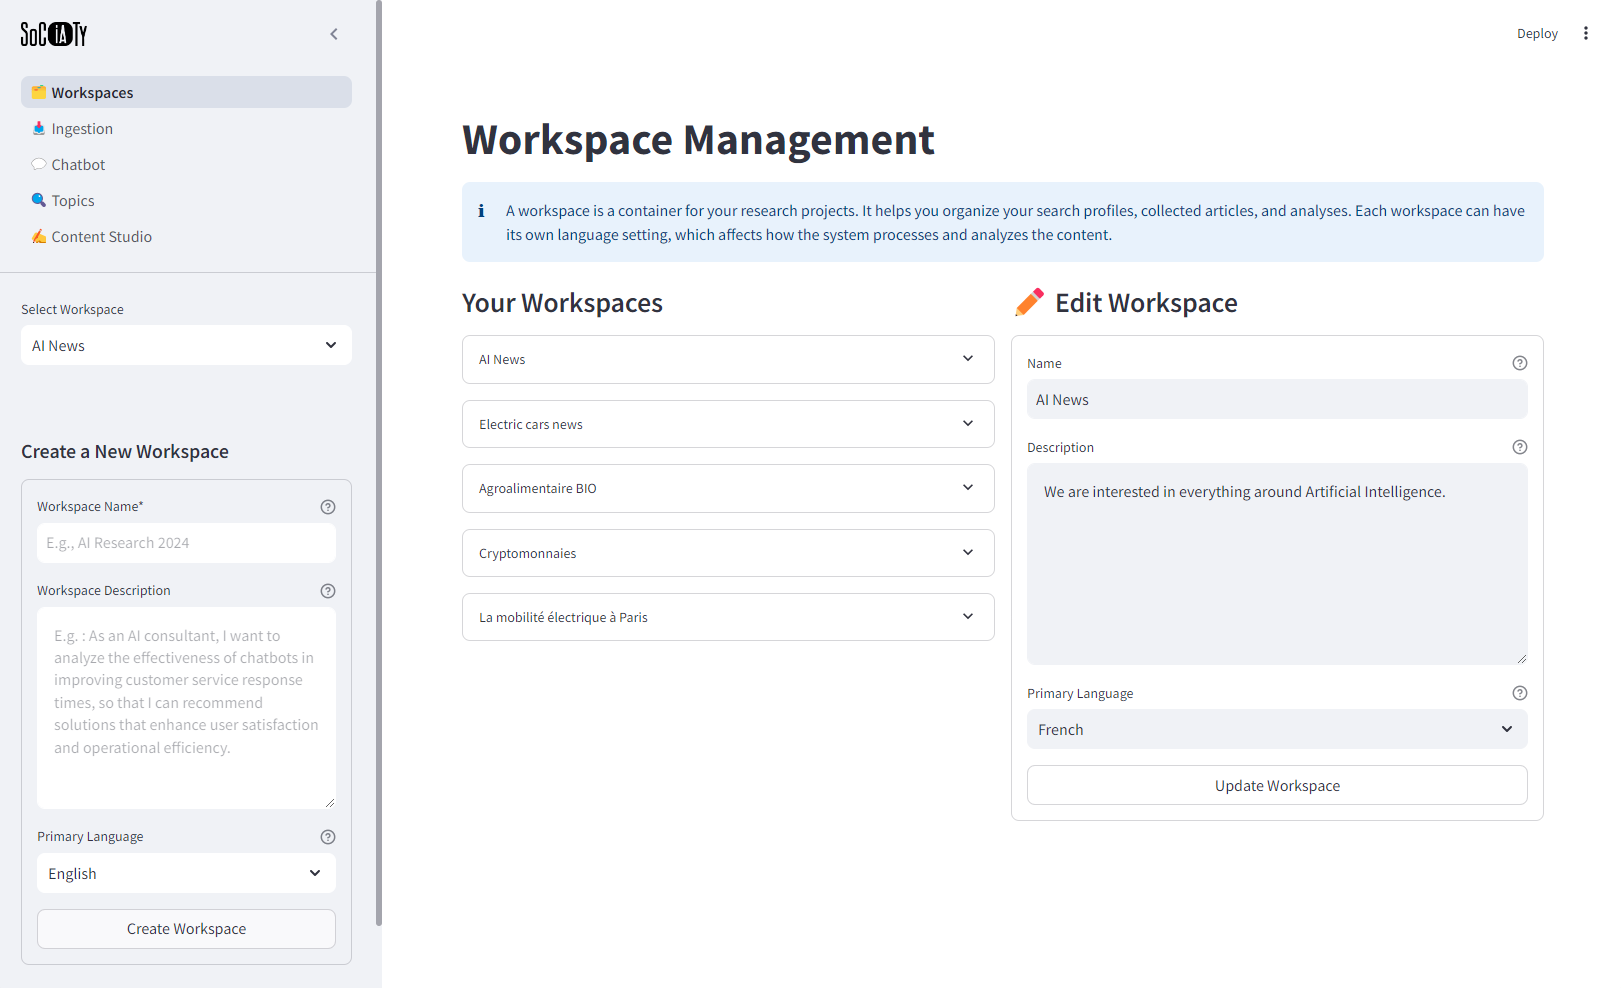 SoCiATy
Workspaces
Ingestion
Chatbot
Topics
Content Studio
Select Workspace
AI News
Create a New Workspace
Workspace Name*
E.g., AI Research 2024
Workspace Description
E.g. : As an AI consultant, I want to
analyze the effectiveness of chatbots in
improving customer service response
times, so that I can recommend
solutions that enhance user satisfaction
and operational efficiency.
Primary Language
English
Create Workspace
Deploy
Workspace Management
A workspace is a container for your research projects. It helps you organize your search profiles, collected articles, and analyses. Each workspace can have
its own language setting, which affects how the system processes and analyzes the content.
Your Workspaces
AI News
Electric cars news
Agroalimentaire BIO
Cryptomonnaies
La mobilité électrique à Paris
Edit Workspace
Name
AI News
Description
We are interested in everything around Artificial Intelligence.
Primary Language
French
Update Workspace